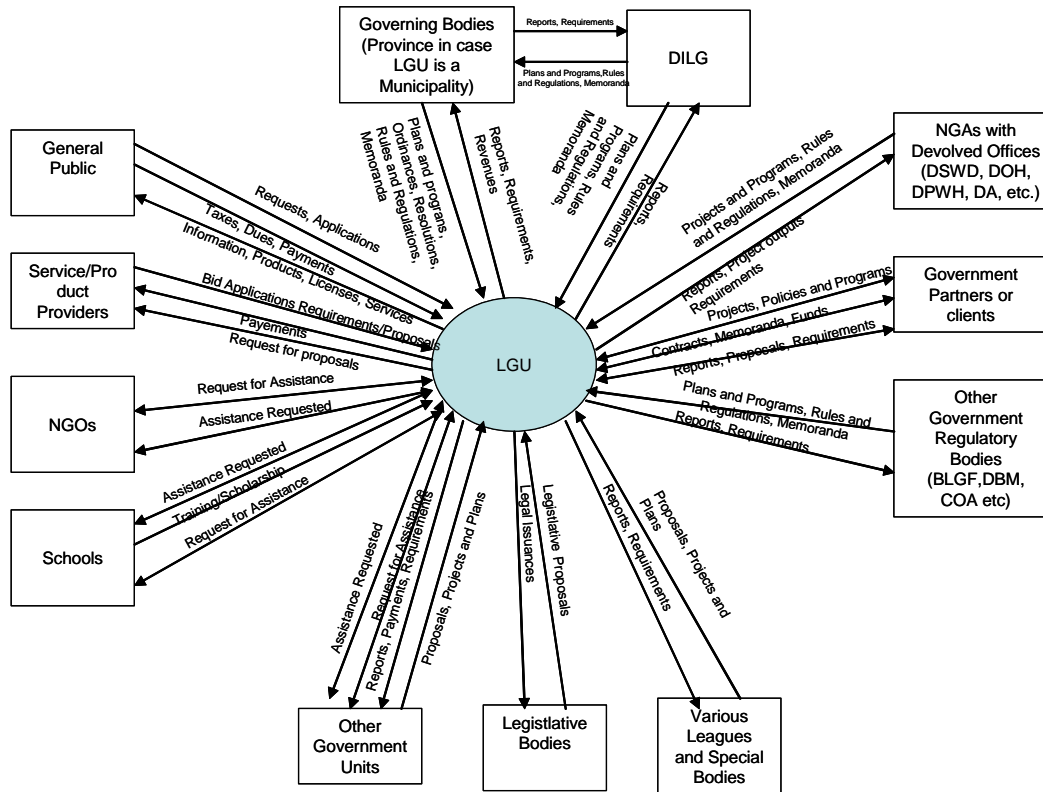 Governing Bodies
(Province in case
LGU is a
Municipality)
Reports, Requirements
Plans and Programs,Rules
and Regulations, Memoranda
DILG
General
Public
Plans and prograns,
Ordinances, Resolutions,
Rules and Regulations,
Memoranda
Reports, Requirements,
Revenues
Plans and
Programs, Rules
and Regulations,
Memoranda
Reports,
Requirements
NGAs with
Devolved Offices
(DSWD, DOH,
DPWH, DA, etc.)
Projects and Programs, Rules
and Regulations, Memoranda
Reports, Project outputs
Requirements
Requests, Applications
Taxes, Dues, Payments
Information, Products, Licenses, Services
Service/Pro
duct
Providers
Bid Applications Requirements/Proposals
Payments
Request for proposals
LGU
Projects, Policies and Programs
Contracts, Memoranda, Funds
Reports, Proposals, Requirements
Government
Partners or
clients
NGOs
Request for Assistance
Assistance Requested
Plans and Programs, Rules and
Regulations, Memoranda
Reports, Requirements
Other
Government
Regulatory
Bodies
(BLGF,DBM,
COA etc)
Schools
Assistance Requested
Training/Scholarship
Request for Assistance
Assistance Requested
Request for Assistance
Reports, Payments, Requirements
Proposals, Projects and Plans
Legal Issuances
Legistlative Proposals
Reports, Requirements
Proposals, Projects and
Plans
Other
Government
Units
Legistlative
Bodies
Various
Leagues
and Special
Bodies